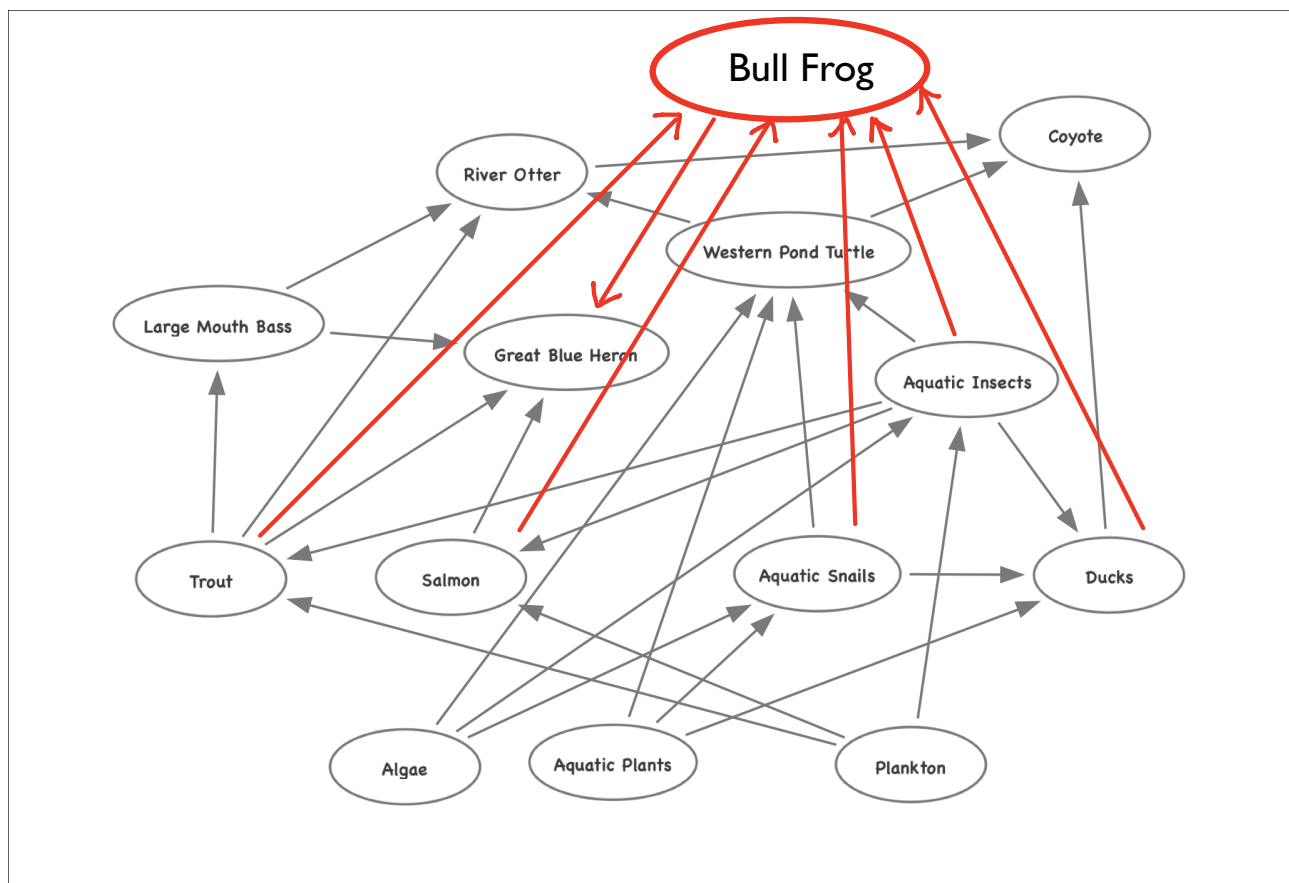 Bull Frog
Coyote
River Otter
Western Pond Turtle
Large Mouth Bass
Great Blue Heron
Aquatic Insects
Trout
Salmon
Aquatic Snails
Ducks
Algae
Aquatic Plants
Plankton